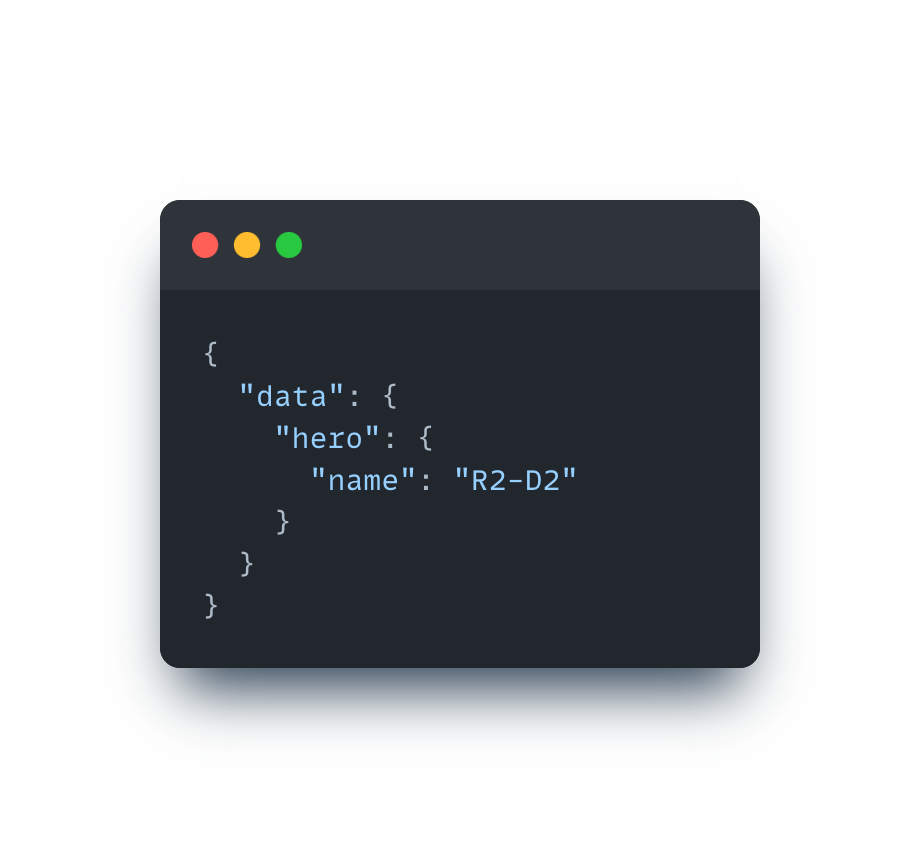 {
  "data": {
    "hero": {
      "name": "R2-D2"
    }
  }
}